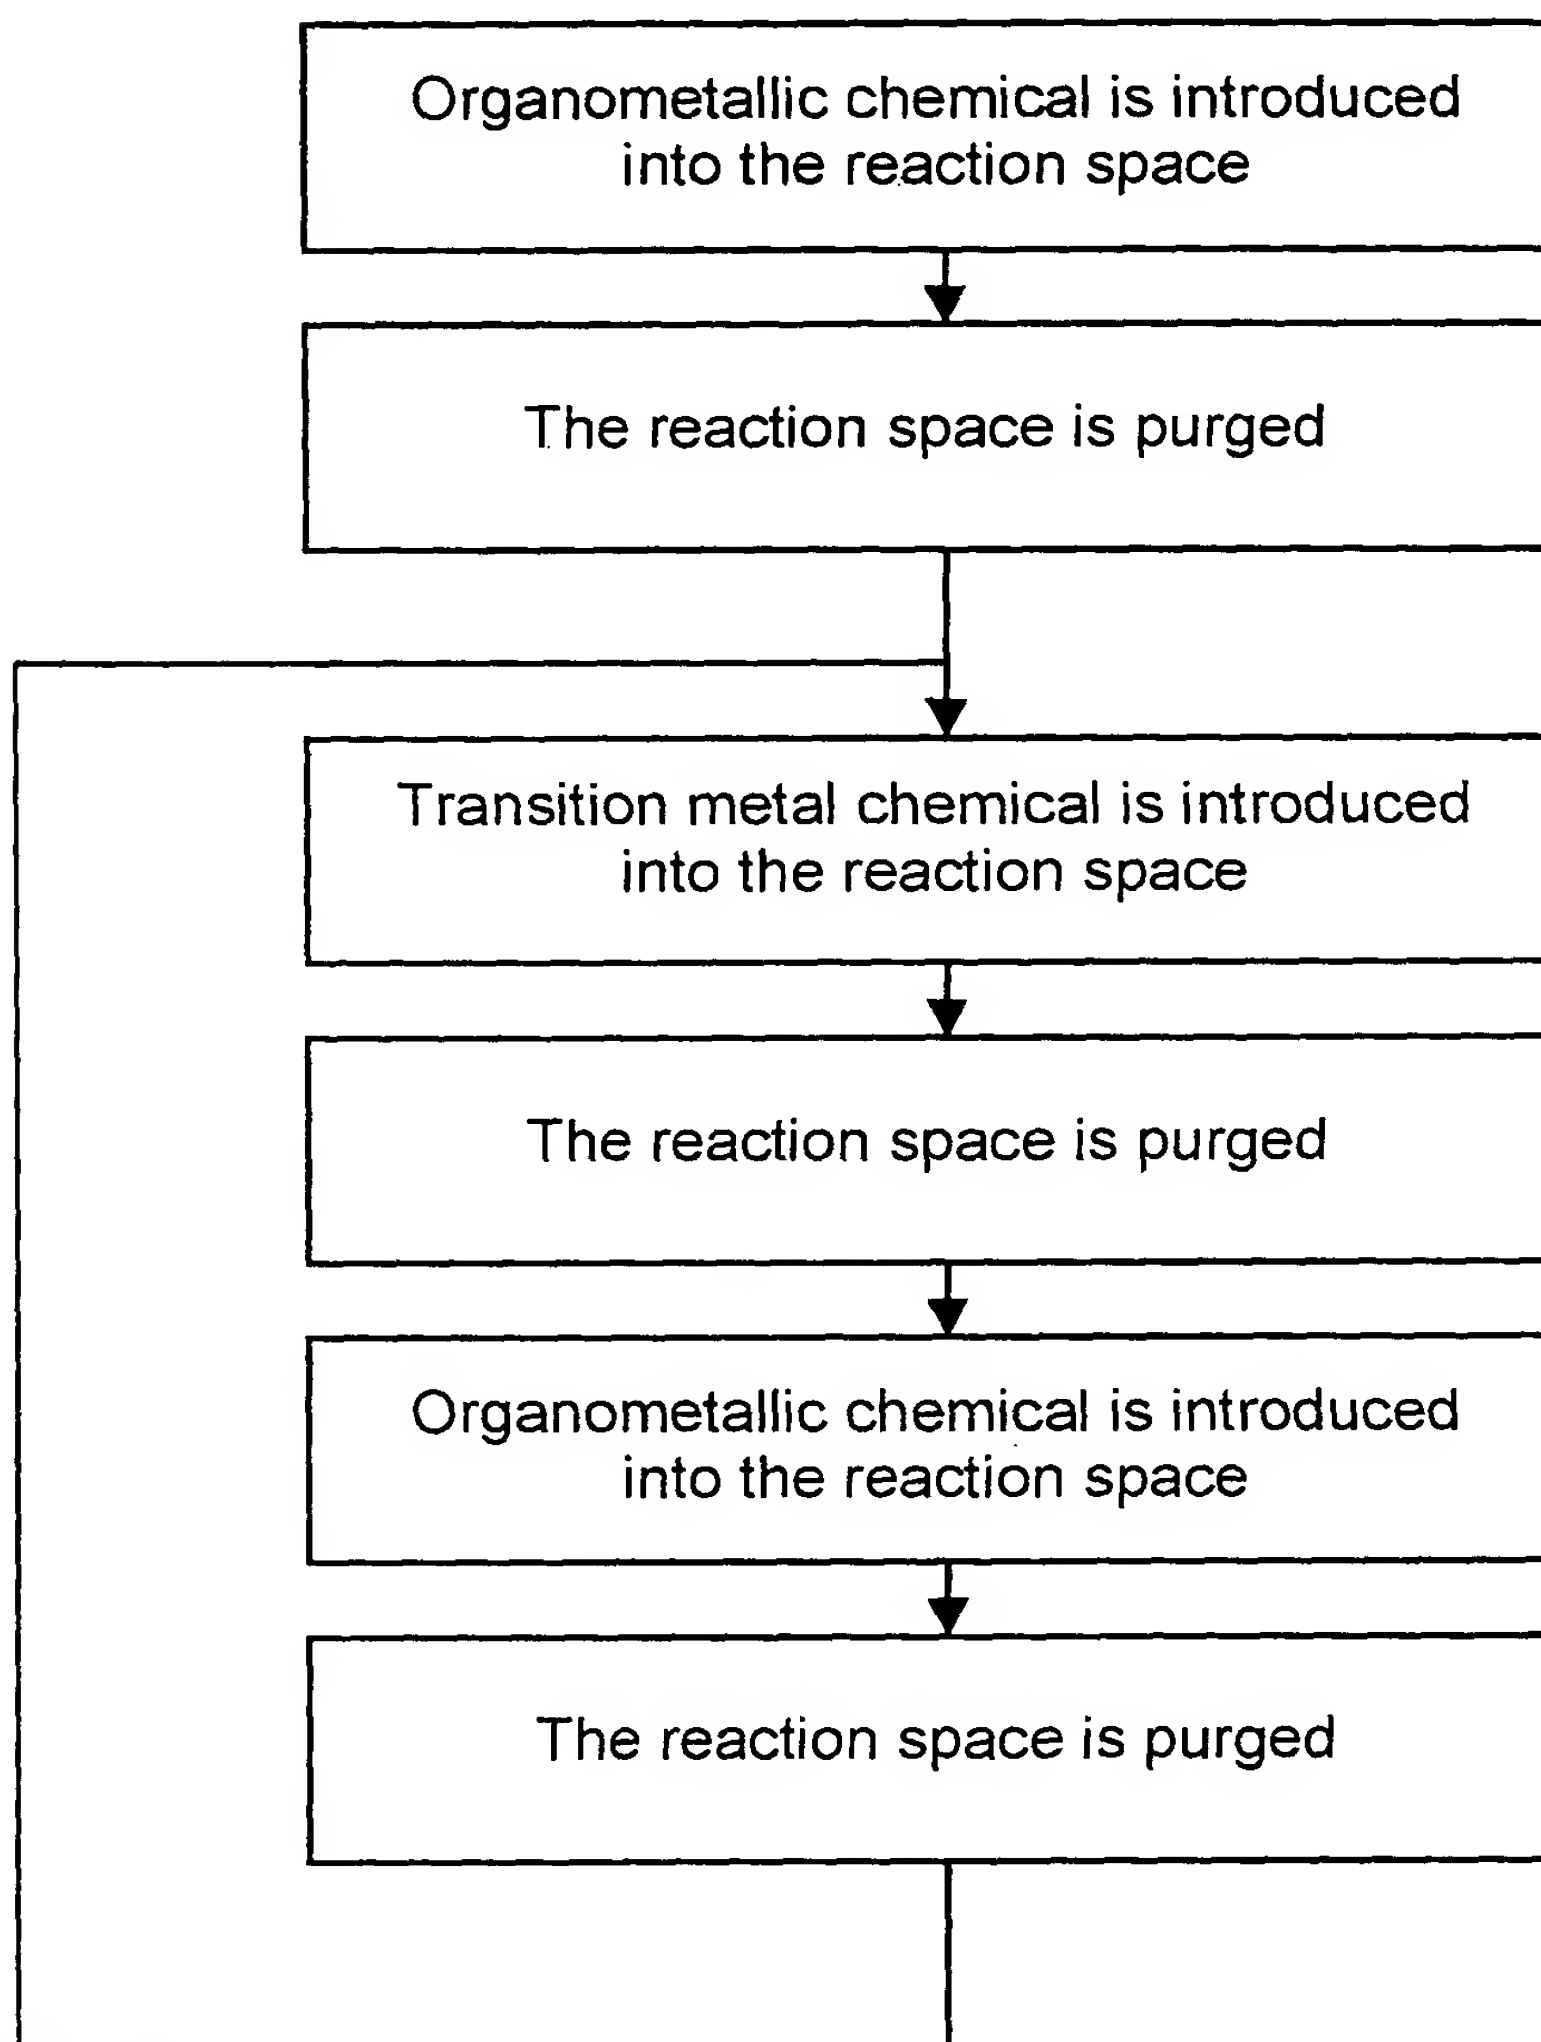 Organometallic chemical is introduced
into the reaction space
The reaction space is purged
Transition metal chemical is introduced
into the reaction space
The reaction space is purged
Organometallic chemical is introduced
into the reaction space
The reaction space is purged